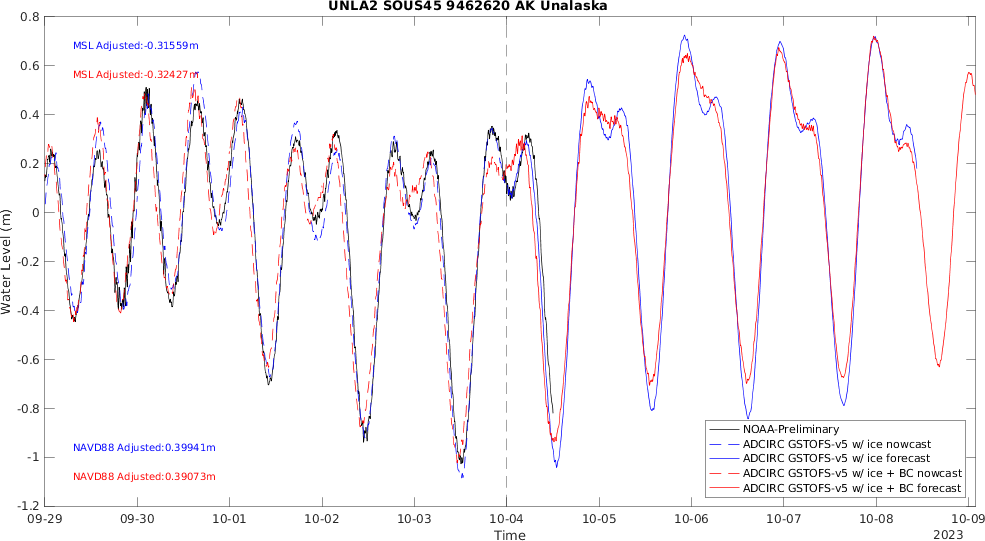 UNLA2 SOUS45 9462620 AK Unalaska
0.8
0.6
0.4
0.2
0
-0.2
-0.4
-0.6
-0.8
-1
-1.2
Water Level (m)
MSL Adjusted:-0.31559m
MSL Adjusted:-0.32427m
NAVD88 Adjusted:0.39941m
NAVD88 Adjusted:0.39073m
NOAA-Preliminary
ADCIRC GSTOFS-v5 w/ ice nowcast
ADCIRC GSTOFS-v5 w/ ice forecast
ADCIRC GSTOFS-v5 w/ ice + BC nowcast
ADCIRC GSTOFS-v5 w/ ice + BC forecast
09-29 09-30 10-01 10-02 10-03 10-04 10-05 10-06 10-07 10-08 10-09
Time
2023